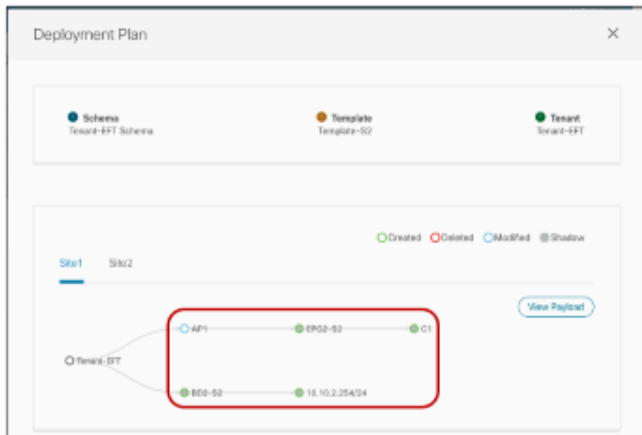 Deployment Plan
Schema
Tenant-EFT Schema
Template
Template-S2
Tenant
Tenant-EFT
Created Deleted Modified Shadow
Site1 Site2
View Payload
AP1 EPG2-S2 C1
Tenant-EFT
BD2-S2 10.10.2.254/24